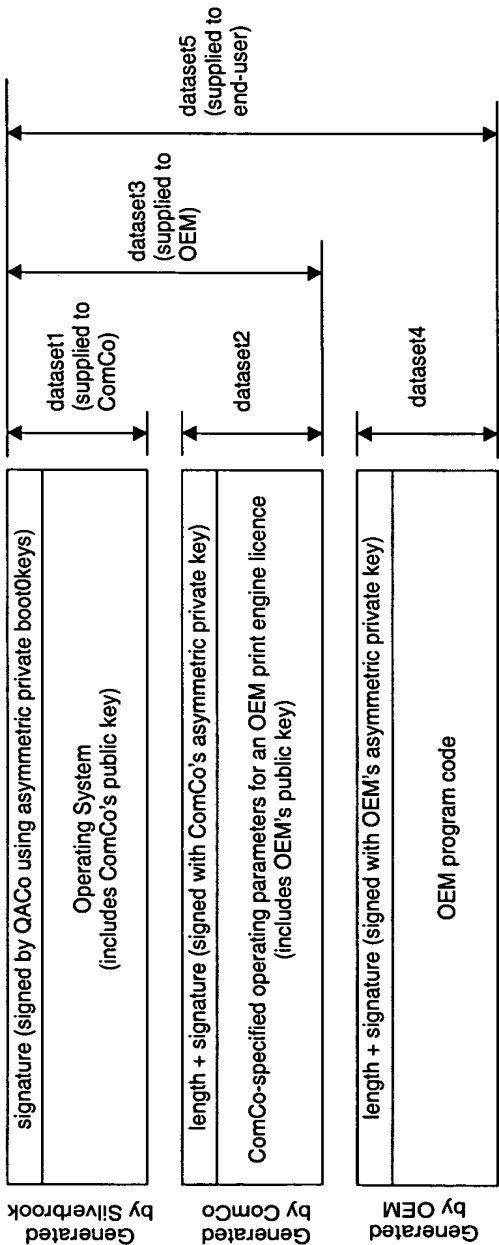 Generated
by Silverbrook
signature (signed by QACo using asymmetric private boot0keys)
Operating System
(includes ComCo's public key)
dataset1
(supplied to
ComCo)
dataset3
(supplied to
OEM)
dataset5
(supplied to
end-user)
Generated
by ComCo
length + signature (signed with ComCo's asymmetric private key)
ComCo-specified operating parameters for an OEM print engine licence
(includes OEM's public key)
dataset2
Generated
by OEM
length + signature (signed with OEM's asymmetric private key)
OEM program code
dataset4